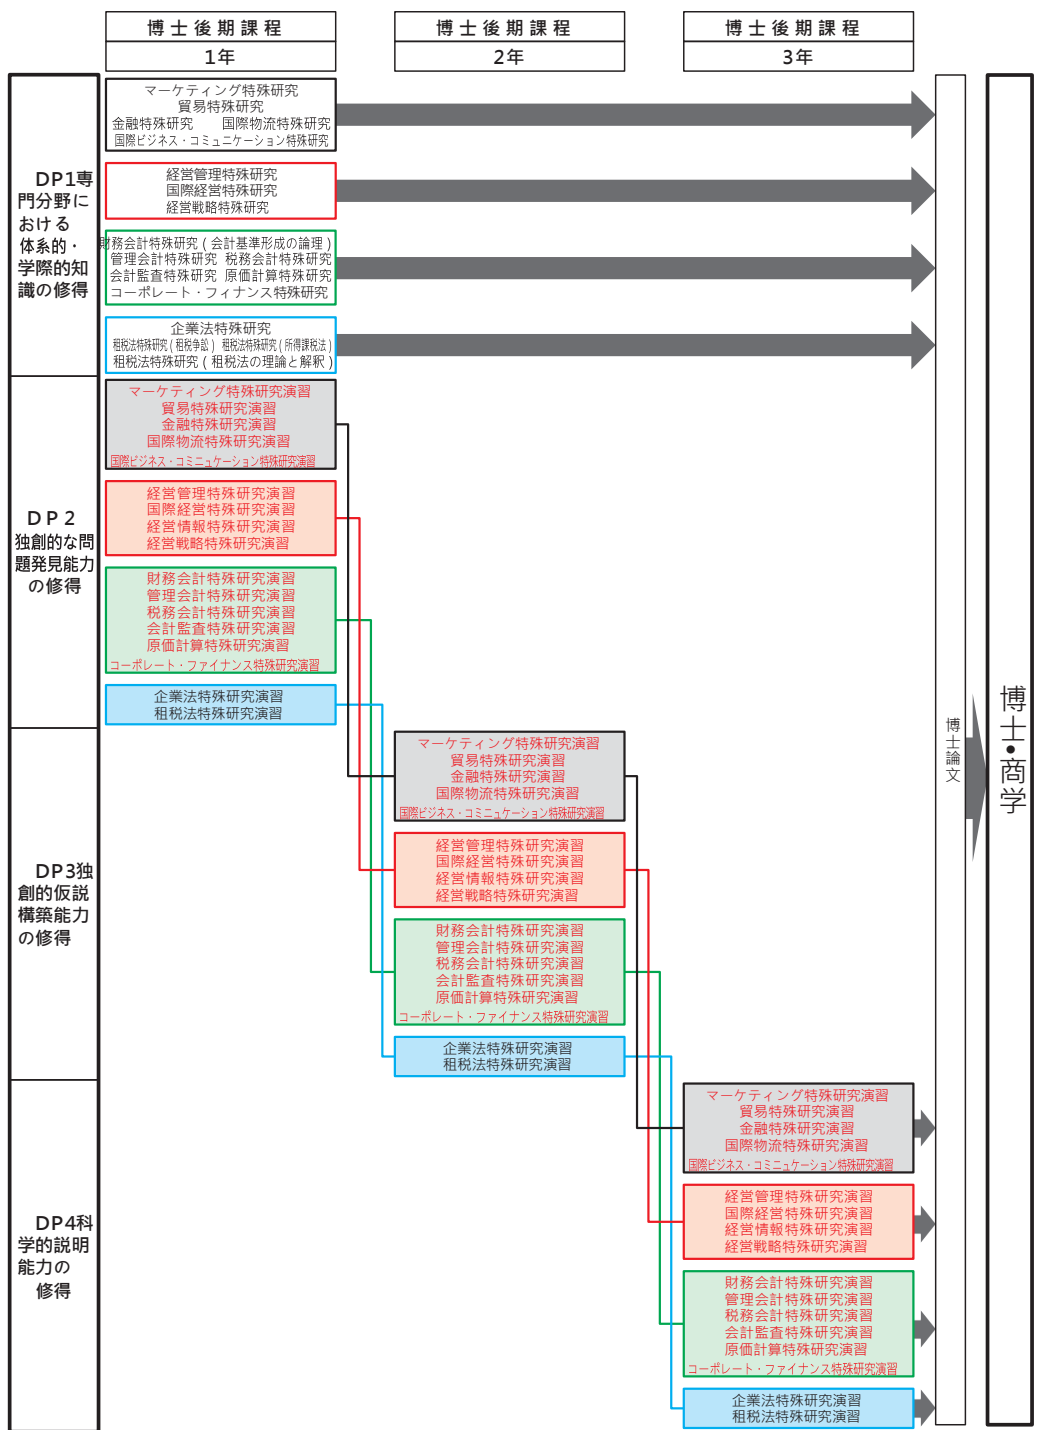 博士後期課程
1年
博士後期課程
2年
博士後期課程
3年
DP1専
門分野に
おける
体系的・
学際的知
識の修得
マーケティング特殊研究
貿易特殊研究
金融特殊研究 国際物流特殊研究
国際ビジネス・コミュニケーション特殊研究
経営管理特殊研究
国際経営特殊研究
経営戦略特殊研究
財務会計特殊研究(会計基準形成の論理)
管理会計特殊研究 税務会計特殊研究
会計監査特殊研究 原価計算特殊研究
コーポレート・フィナンス特殊研究
企業法特殊研究
租税法特殊研究(租税争訟) 租税法特殊研究(所得課税法)
租税法特殊研究(租税法の理論と解釈)
DP2
独創的な問
題発見能力
の修得
マーケティング特殊研究演習
貿易特殊研究演習
金融特殊研究演習
国際物流特殊研究演習
国際ビジネス・コミニュケーション特殊研究演習
経営管理特殊研究演習
国際経営特殊研究演習
経営情報特殊研究演習
経営戦略特殊研究演習
財務会計特殊研究演習
管理会計特殊研究演習
税務会計特殊研究演習
会計監査特殊研究演習
原価計算特殊研究演習
コーポレート・ファイナンス特殊研究演習
企業法特殊研究演習
租税法特殊研究演習
DP3独
創的仮説
構築能力
の修得
マーケティング特殊研究演習
貿易特殊研究演習
金融特殊研究演習
国際物流特殊研究演習
国際ビジネス・コミニュケーション特殊研究演習
経営管理特殊研究演習
国際経営特殊研究演習
経営情報特殊研究演習
経営戦略特殊研究演習
財務会計特殊研究演習
管理会計特殊研究演習
税務会計特殊研究演習
会計監査特殊研究演習
原価計算特殊研究演習
コーポレート・ファイナンス特殊研究演習
企業法特殊研究演習
租税法特殊研究演習
DP4科
学的説明
能力の
修得
マーケティング特殊研究演習
貿易特殊研究演習
金融特殊研究演習
国際物流特殊研究演習
国際ビジネス・コミニュケーション特殊研究演習
経営管理特殊研究演習
国際経営特殊研究演習
経営情報特殊研究演習
経営戦略特殊研究演習
財務会計特殊研究演習
管理会計特殊研究演習
税務会計特殊研究演習
会計監査特殊研究演習
原価計算特殊研究演習
コーポレート・ファイナンス特殊研究演習
企業法特殊研究演習
租税法特殊研究演習
博士論文
博士・商学